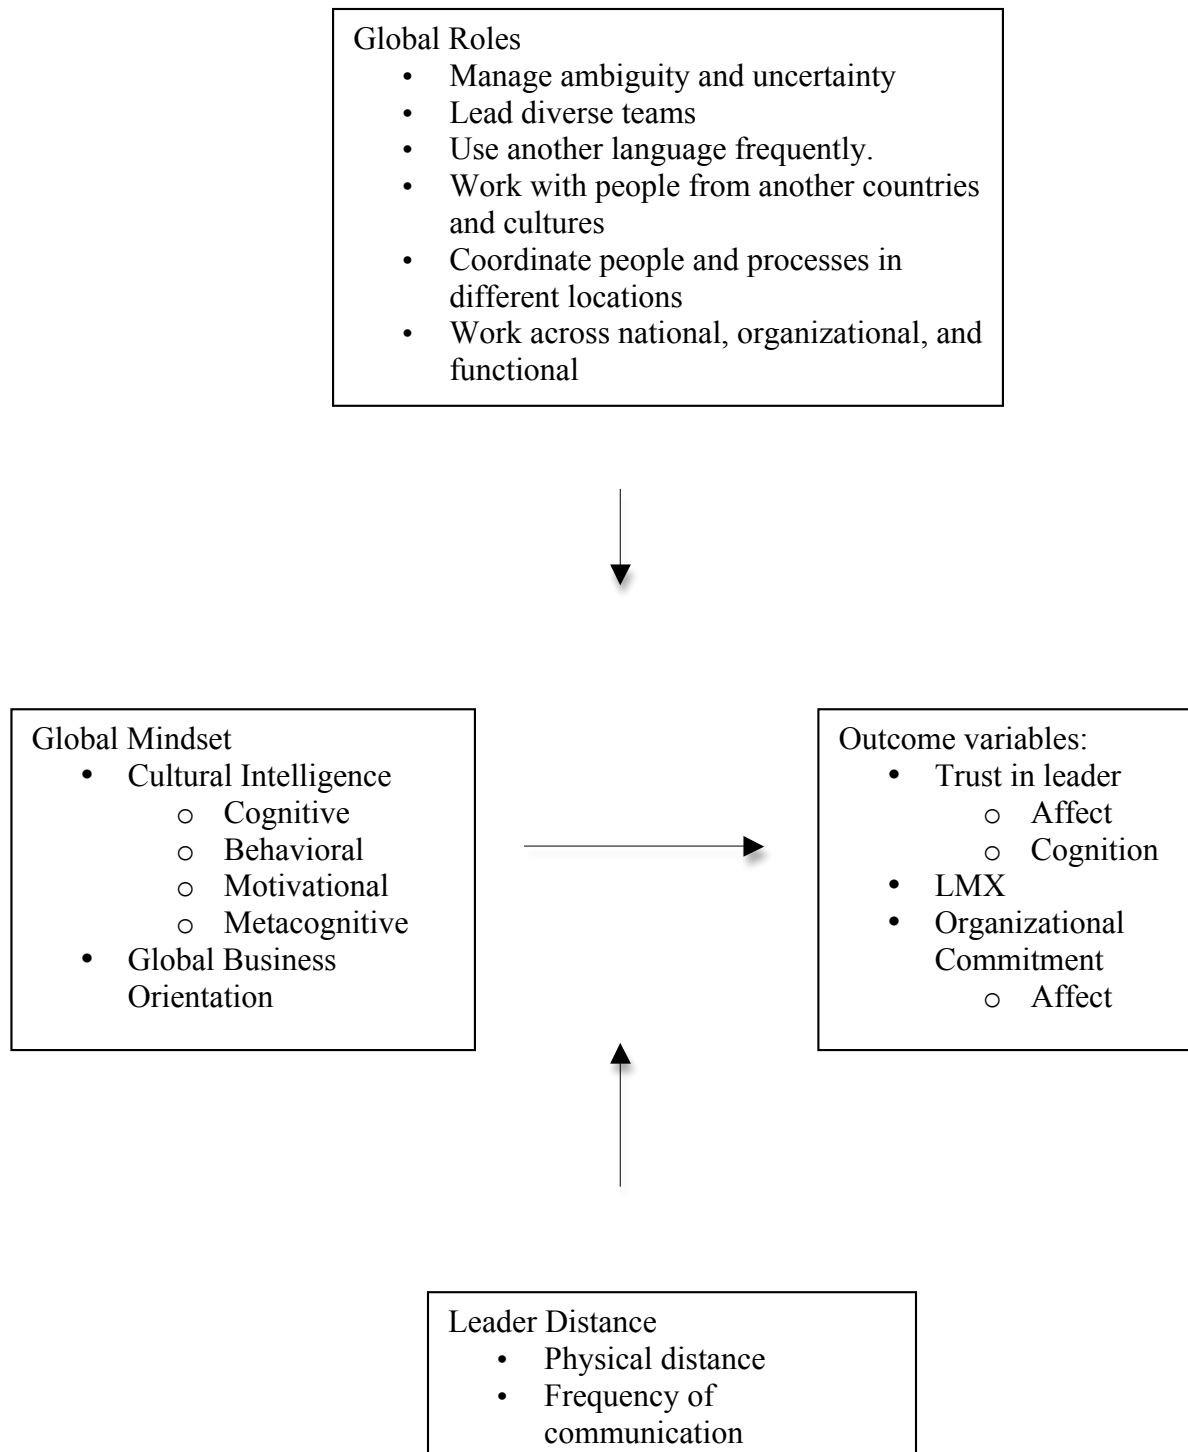 Global Roles
• Manage ambiguity and uncertainty
• Lead diverse teams
• Use another language frequently.
• Work with people from another countries
and cultures
• Coordinate people and processes in
different locations
• Work across national, organizational, and
functional
Global Mindset
• Cultural Intelligence
o Cognitive
o Behavioral
o Motivational
o Metacognitive
• Global Business
Orientation
Outcome variables:
• Trust in leader
o Affect
o Cognition
• LMX
• Organizational
Commitment
o Affect
Leader Distance
• Physical distance
• Frequency of
communication